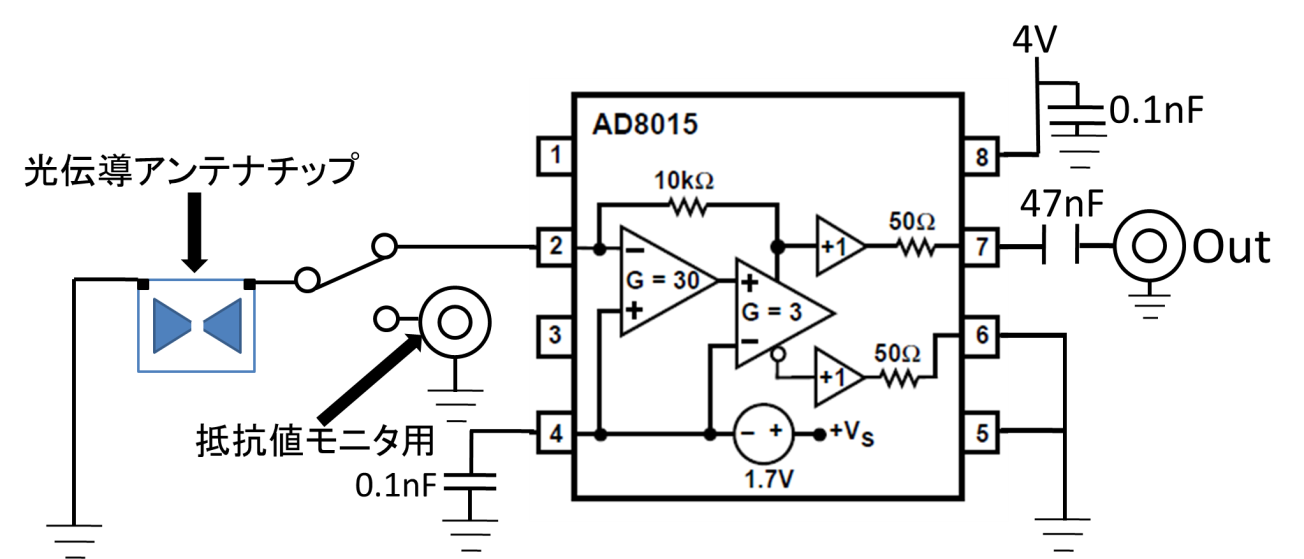 4V
0.1nF
AD8015
光伝導アンテナチップ
1
8
10kΩ
47nF
50Ω
2
7
+1
Out
−
G = 30
+
+
G = 3
−
3
6
50Ω
+1
抵抗値モニタ用
4
5
− +
+VS
1.7V
0.1nF